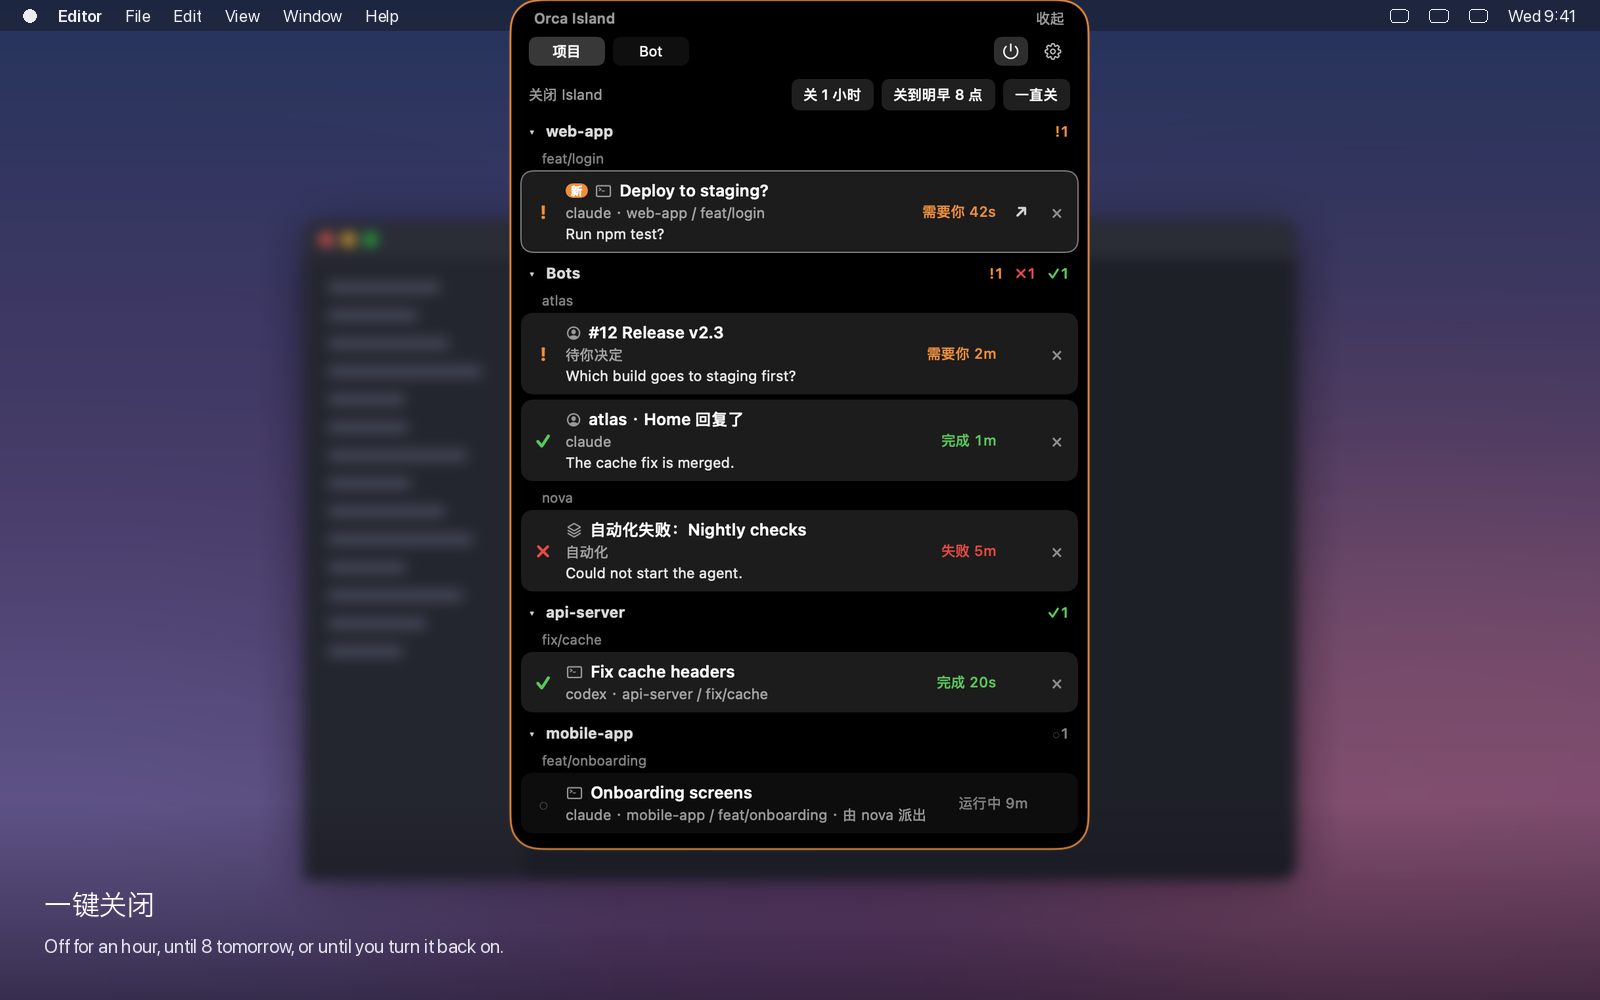 Editor File Edit View Window Help
Wed 9:41
Orca Island 收起
项目 Bot
关闭 Island 关 1 小时 关到明早 8 点 一直关
web-app !1
feat/login
新 Deploy to staging?
claude · web-app / feat/login 需要你 42s
Run npm test?
Bots !1 ✕1 ✓1
atlas
#12 Release v2.3
待你决定 需要你 2m
Which build goes to staging first?
atlas · Home 回复了
claude 完成 1m
The cache fix is merged.
nova
自动化失败：Nightly checks
自动化 失败 5m
Could not start the agent.
api-server ✓1
fix/cache
Fix cache headers
codex · api-server / fix/cache 完成 20s
mobile-app ○1
feat/onboarding
Onboarding screens
claude · mobile-app / feat/onboarding · 由 nova 派出 运行中 9m
一键关闭
Off for an hour, until 8 tomorrow, or until you turn it back on.